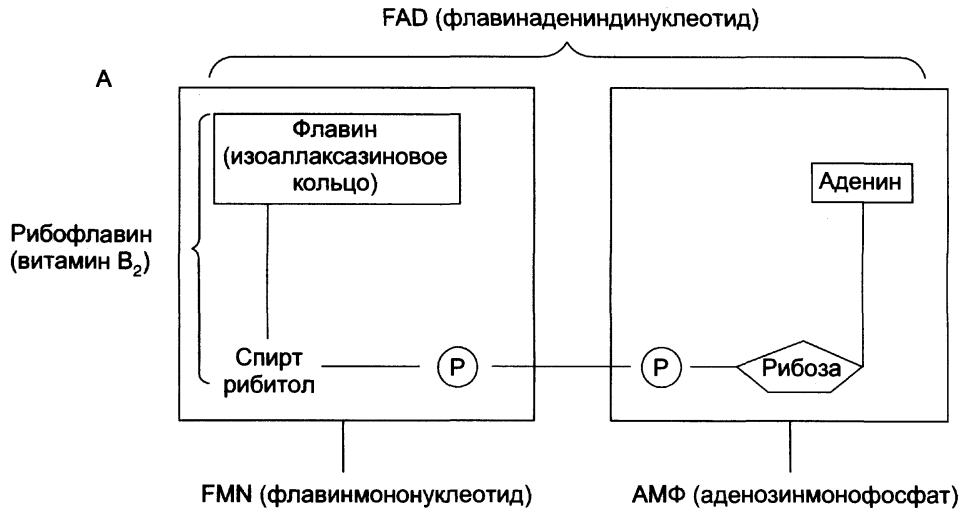 FAD (флавинадениндинуклеотид)
А
Флавин
(изоаллаксазиновое
кольцо)
Аденин
Рибофлавин
(витамин B₂)
Спирт
рибитол
P
P
Рибоза
FMN (флавинмононуклеотид)
АМФ (аденозинмонофосфат)